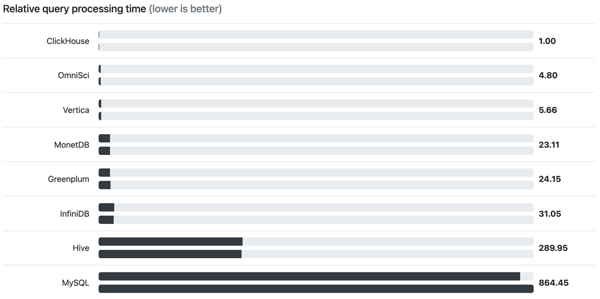 Relative query processing time (lower is better)
ClickHouse 1.00
OmniSci 4.80
Vertica 5.66
MonetDB 23.11
Greenplum 24.15
InfiniDB 31.05
Hive 289.95
MySQL 864.45